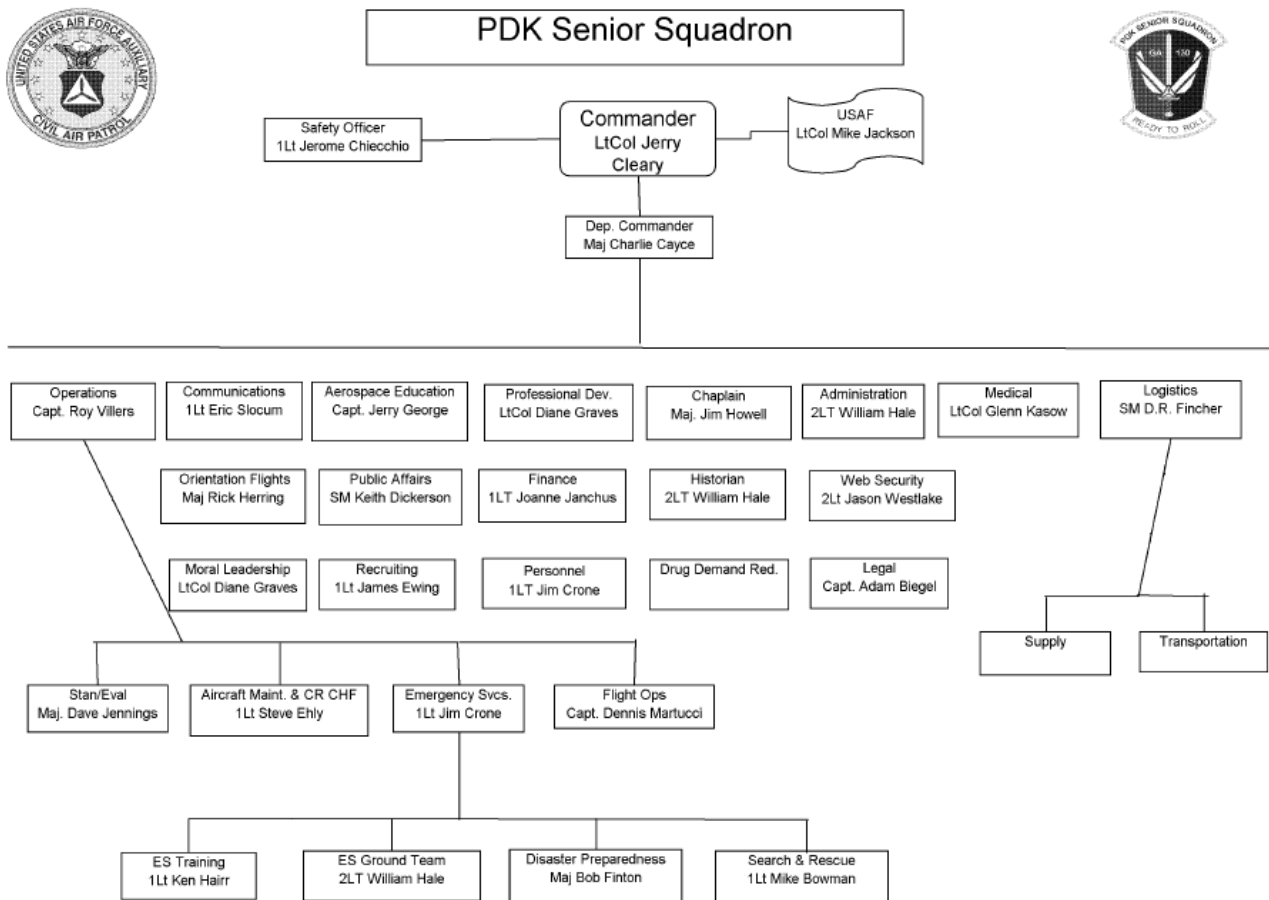 UNITED STATES AIR FORCE AUXILIARY
CIVIL AIR PATROL
PDK Senior Squadron
PDK SENIOR SQUADRON
GA 130
READY TO ROLL
Safety Officer
1Lt Jerome Chiecchio
Commander
LtCol Jerry
Cleary
USAF
LtCol Mike Jackson
Dep. Commander
Maj Charlie Cayce
Operations
Capt. Roy Villers
Communications
1Lt Eric Slocum
Aerospace Education
Capt. Jerry George
Professional Dev.
LtCol Diane Graves
Chaplain
Maj. Jim Howell
Administration
2LT William Hale
Medical
LtCol Glenn Kasow
Logistics
SM D.R. Fincher
Orientation Flights
Maj Rick Herring
Public Affairs
SM Keith Dickerson
Finance
1LT Joanne Janchus
Historian
2LT William Hale
Web Security
2Lt Jason Westlake
Moral Leadership
LtCol Diane Graves
Recruiting
1Lt James Ewing
Personnel
1LT Jim Crone
Drug Demand Red.
Legal
Capt. Adam Biegel
Supply
Transportation
Stan/Eval
Maj. Dave Jennings
Aircraft Maint. & CR CHF
1Lt Steve Ehly
Emergency Svcs.
1Lt Jim Crone
Flight Ops
Capt. Dennis Martucci
ES Training
1Lt Ken Hairr
ES Ground Team
2LT William Hale
Disaster Preparedness
Maj Bob Finton
Search & Rescue
1Lt Mike Bowman